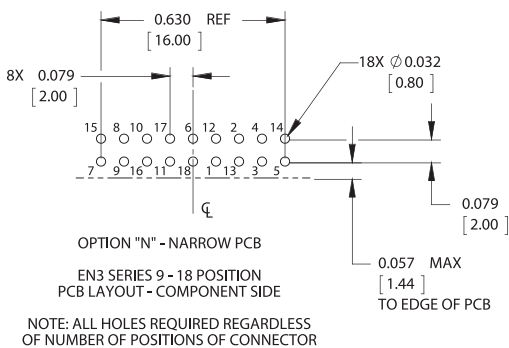 0.630 REF
[16.00]
8X 0.079
[2.00]
18X Ø 0.032
[0.80]
15 8 10 17 6 12 2 4 14
7 9 16 11 18 1 13 3 5
℄
0.079
[2.00]
OPTION "N" - NARROW PCB
0.057 MAX
[1.44]
TO EDGE OF PCB
EN3 SERIES 9 - 18 POSITION
PCB LAYOUT - COMPONENT SIDE
NOTE: ALL HOLES REQUIRED REGARDLESS
OF NUMBER OF POSITIONS OF CONNECTOR